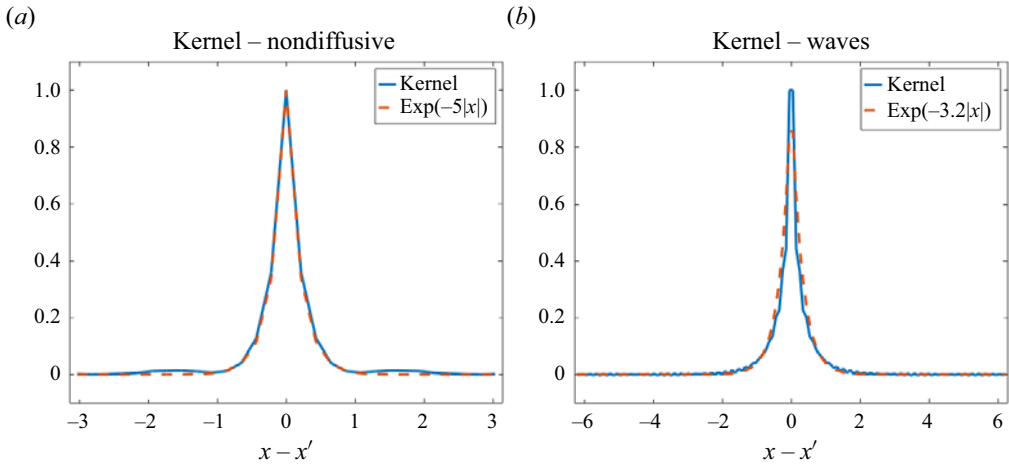 (a)
Kernel – nondiffusive
Kernel
Exp(–5|x|)
1.0
0.8
0.6
0.4
0.2
0
–3 –2 –1 0 1 2 3
x – x′
(b)
Kernel – waves
Kernel
Exp(–3.2|x|)
1.0
0.8
0.6
0.4
0.2
0
–6 –4 –2 0 2 4 6
x – x′